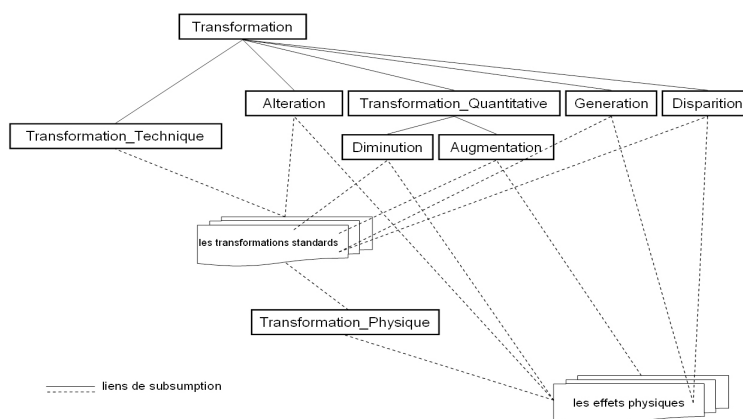 Transformation
Alteration
Transformation_Quantitative
Generation
Disparition
Transformation_Technique
Diminution
Augmentation
les transformations standards
Transformation_Physique
liens de subsumption
les effets physiques